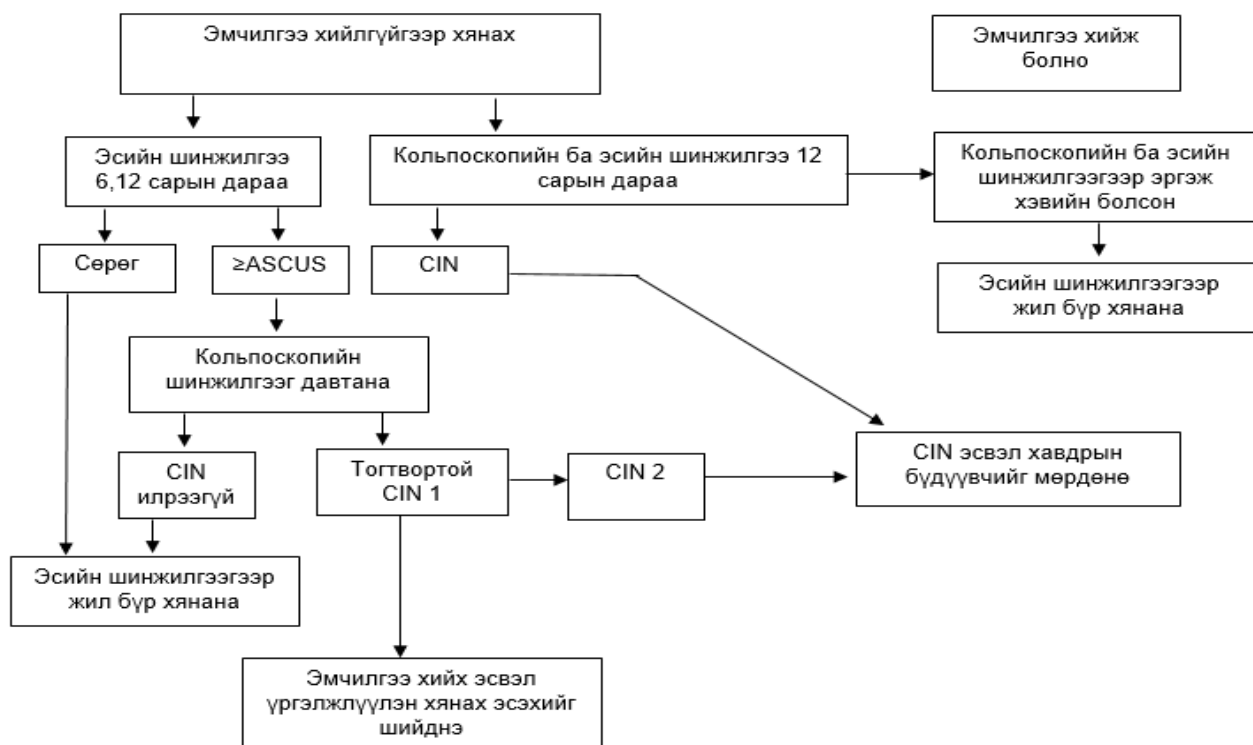 Эмчилгээ хийлгүйгээр хянах
Эмчилгээ хийж
болно
Эсийн шинжилгээ
6,12 сарын дараа
Кольпоскопийн ба эсийн шинжилгээ 12
сарын дараа
Кольпоскопийн ба эсийн
шинжилгээгээр эргэж
хэвийн болсон
Сөрөг
≥ASCUS
CIN
Эсийн шинжилгээгээр
жил бүр хянана
Кольпоскопийн
шинжилгээг давтана
CIN
илрээгүй
Тогтвортой
CIN 1
CIN 2
CIN эсвэл хавдрын
бүдүүвчийг мөрдөнө
Эсийн шинжилгээгээр
жил бүр хянана
Эмчилгээ хийх эсвэл
үргэлжлүүлэн хянах эсэхийг
шийднэ